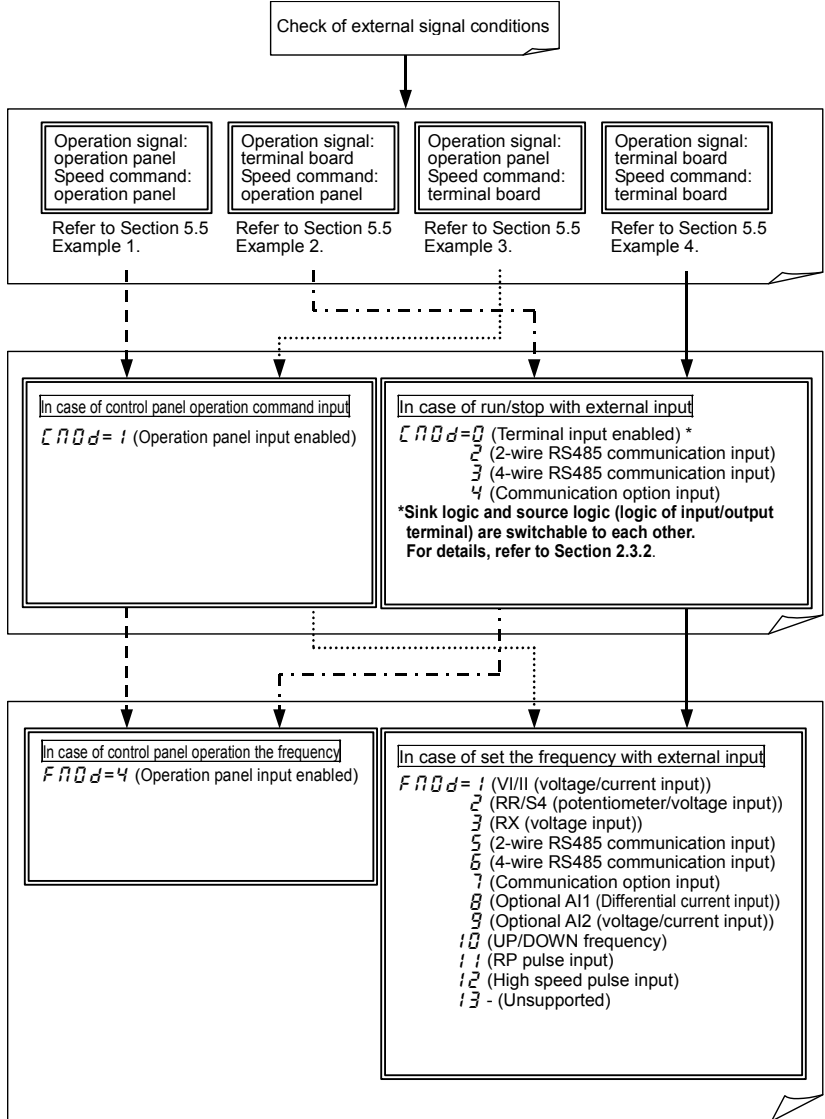 Check of external signal conditions
Operation signal:
operation panel
Speed command:
operation panel
Refer to Section 5.5
Example 1.
Operation signal:
terminal board
Speed command:
operation panel
Refer to Section 5.5
Example 2.
Operation signal:
operation panel
Speed command:
terminal board
Refer to Section 5.5
Example 3.
Operation signal:
terminal board
Speed command:
terminal board
Refer to Section 5.5
Example 4.
In case of control panel operation command input
CMOd=1 (Operation panel input enabled)
In case of run/stop with external input
CMOd=0 (Terminal input enabled) *
2 (2-wire RS485 communication input)
3 (4-wire RS485 communication input)
4 (Communication option input)
*Sink logic and source logic (logic of input/output
terminal) are switchable to each other.
For details, refer to Section 2.3.2.
In case of control panel operation the frequency
FMOd=4 (Operation panel input enabled)
In case of set the frequency with external input
FMOd=1 (VI/II (voltage/current input))
2 (RR/S4 (potentiometer/voltage input))
3 (RX (voltage input))
5 (2-wire RS485 communication input)
6 (4-wire RS485 communication input)
7 (Communication option input)
8 (Optional AI1 (Differential current input))
9 (Optional AI2 (voltage/current input))
10 (UP/DOWN frequency)
11 (RP pulse input)
12 (High speed pulse input)
13 - (Unsupported)